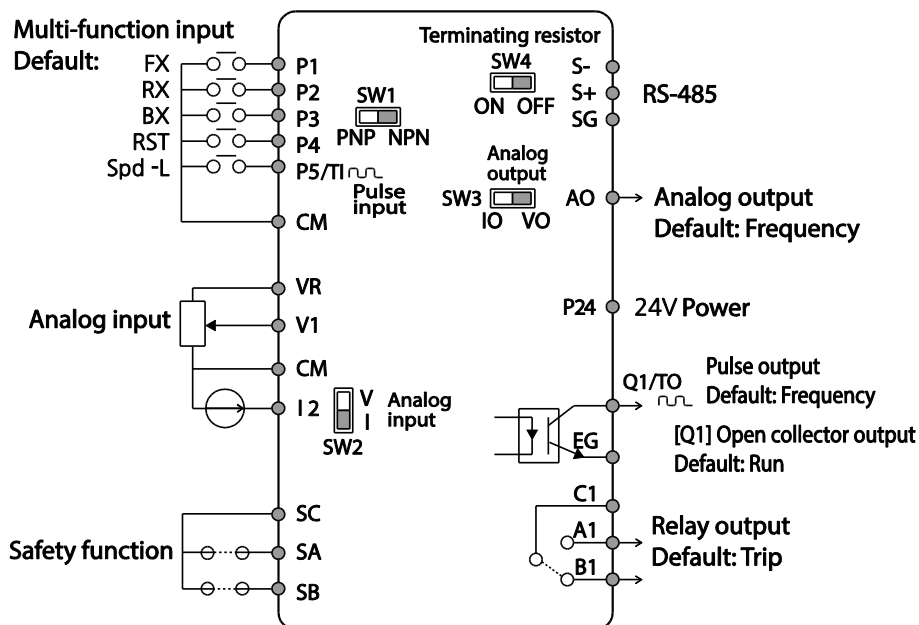 Multi-function input
Default:
FX
RX
BX
RST
Spd -L
P1
P2
P3
P4
P5/TI
CM
SW1
PNP NPN
Pulse
input
Terminating resistor
SW4
ON OFF
S-
S+
SG
RS-485
Analog
output
SW3
IO VO
AO
Analog output
Default: Frequency
Analog input
VR
V1
CM
I 2
V
I
SW2
Analog
input
P24
24V Power
Q1/TO
Pulse output
Default: Frequency
EG
[Q1] Open collector output
Default: Run
Safety function
SC
SA
SB
C1
A1
B1
Relay output
Default: Trip